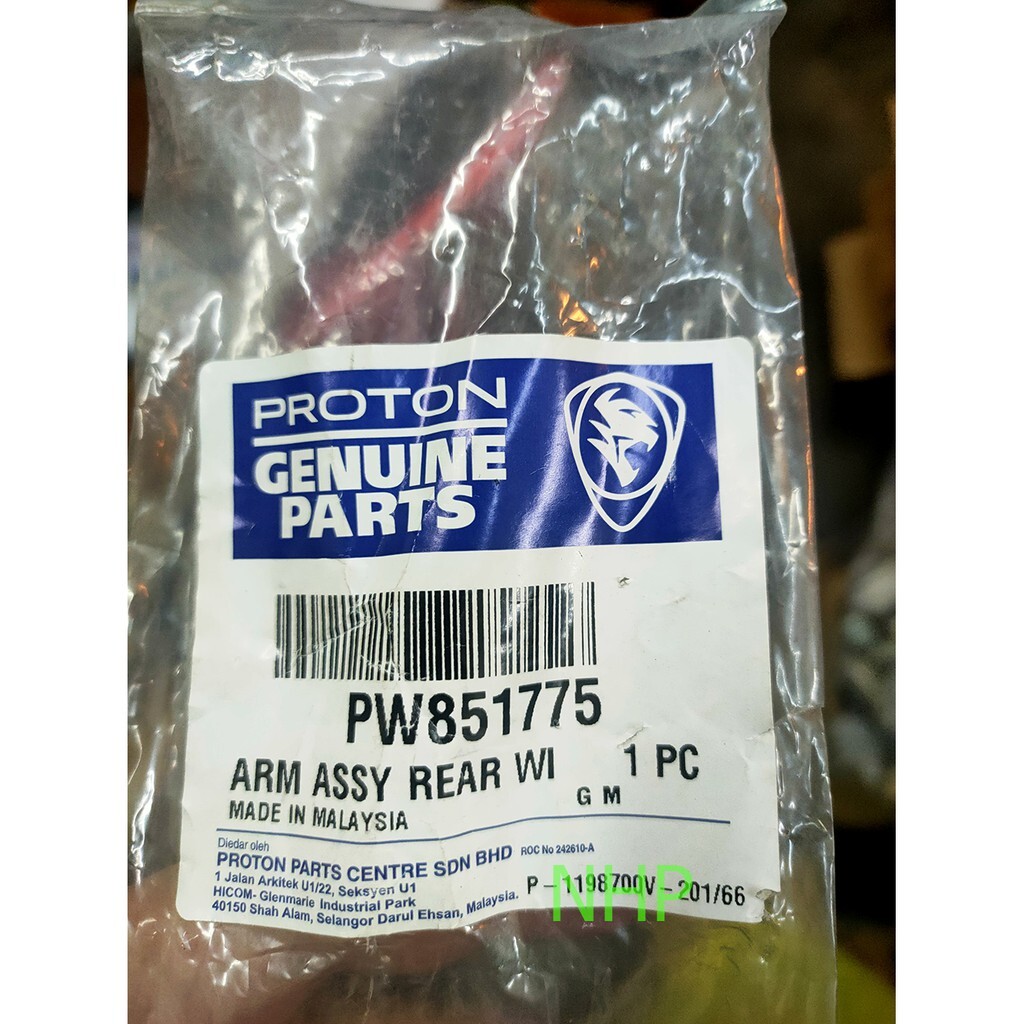 PROTON
GENUINE
PARTS
PW851775
ARM ASSY REAR WI 1 PC
G M
MADE IN MALAYSIA
Diedar oleh
PROTON PARTS CENTRE SDN BHD ROC No 242610-A
1 Jalan Arkitek U1/22, Seksyen U1
HICOM- Glenmarie Industrial Park
40150 Shah Alam, Selangor Darul Ehsan, Malaysia.
P-1198700V-201/66
NHP